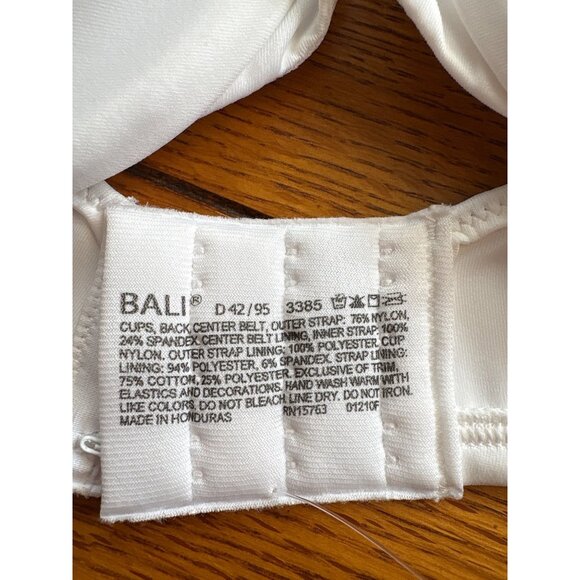 BALI® D 42/95 3385
CUPS, BACK, CENTER BELT, OUTER STRAP: 76% NYLON,
24% SPANDEX. CENTER BELT LINING, INNER STRAP: 100%
NYLON. OUTER STRAP LINING: 100% POLYESTER. CUP
LINING: 94% POLYESTER, 6% SPANDEX. STRAP LINING:
75% COTTON, 25% POLYESTER. EXCLUSIVE OF TRIM,
ELASTICS AND DECORATIONS. HAND WASH WARM WITH
LIKE COLORS. DO NOT BLEACH. LINE DRY. DO NOT IRON.
MADE IN HONDURAS RN15763 01210F